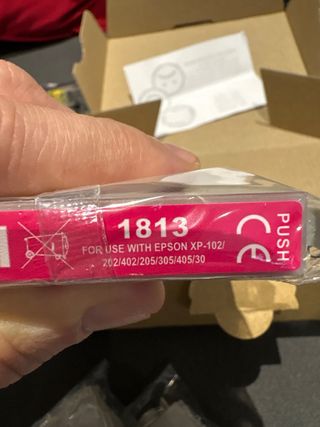 1813
FOR USE WITH EPSON XP-102/
202/402/205/305/405/30
CE
PUSH